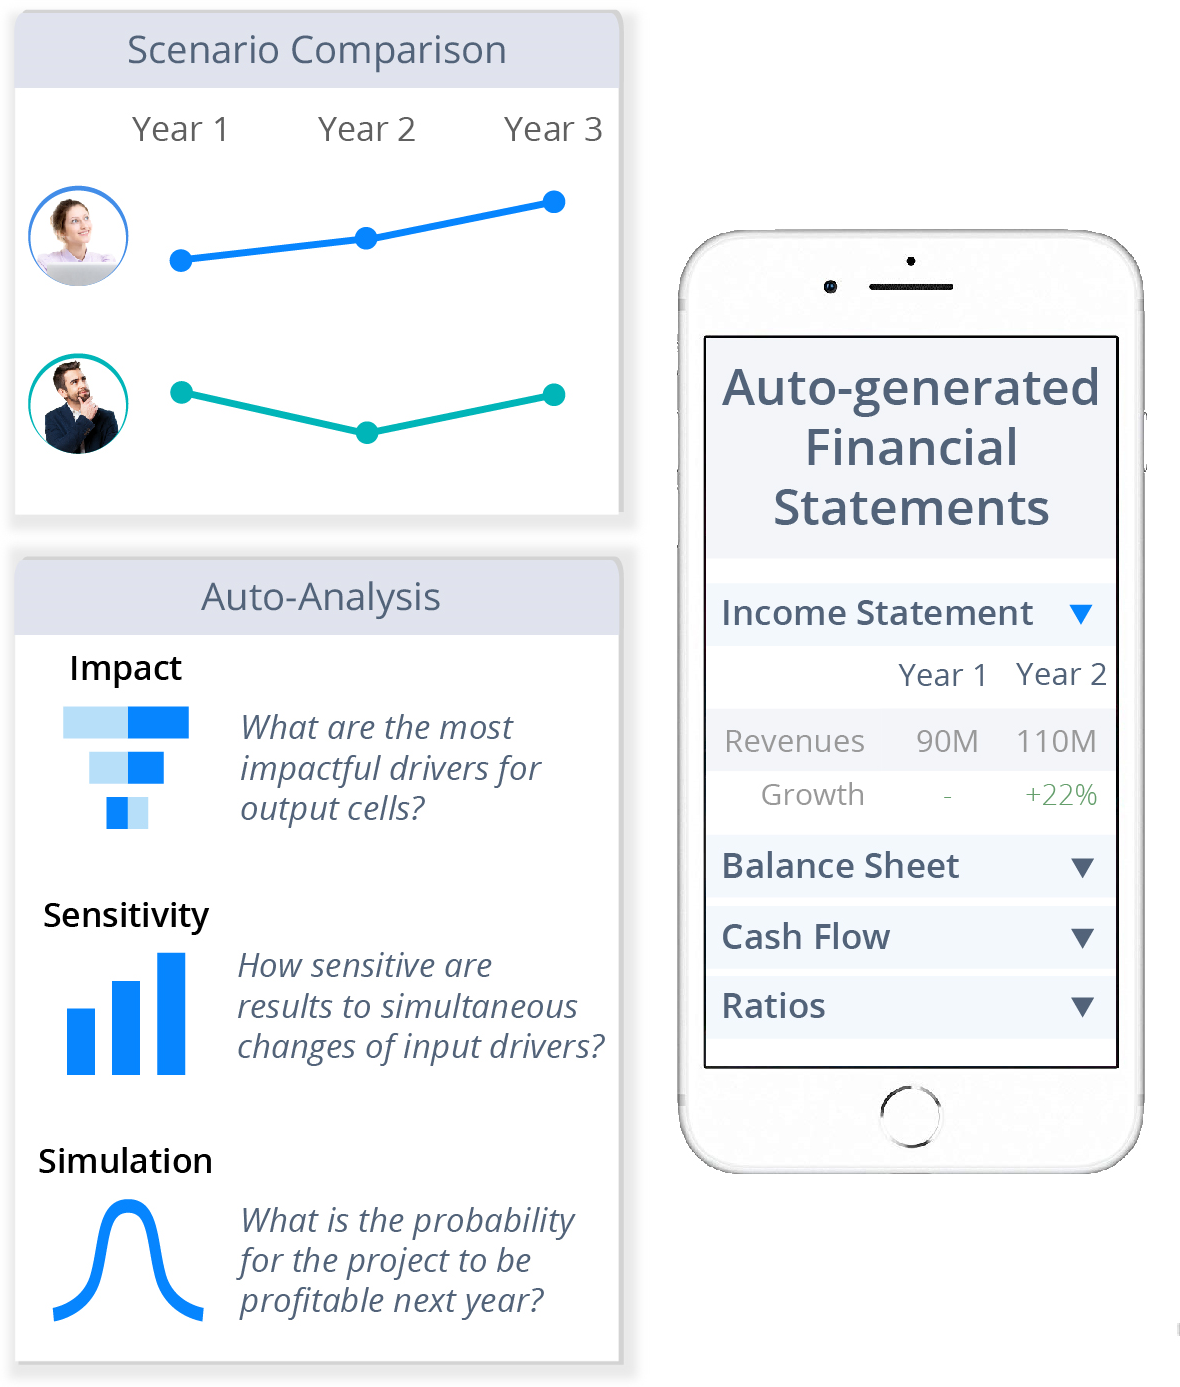 Scenario Comparison
Year 1 Year 2 Year 3
Auto-Analysis
Impact
What are the most
impactful drivers for
output cells?
Sensitivity
How sensitive are
results to simultaneous
changes of input drivers?
Simulation
What is the probability
for the project to be
profitable next year?
Auto-generated
Financial
Statements
Income Statement
Year 1 Year 2
Revenues 90M 110M
Growth - +22%
Balance Sheet
Cash Flow
Ratios